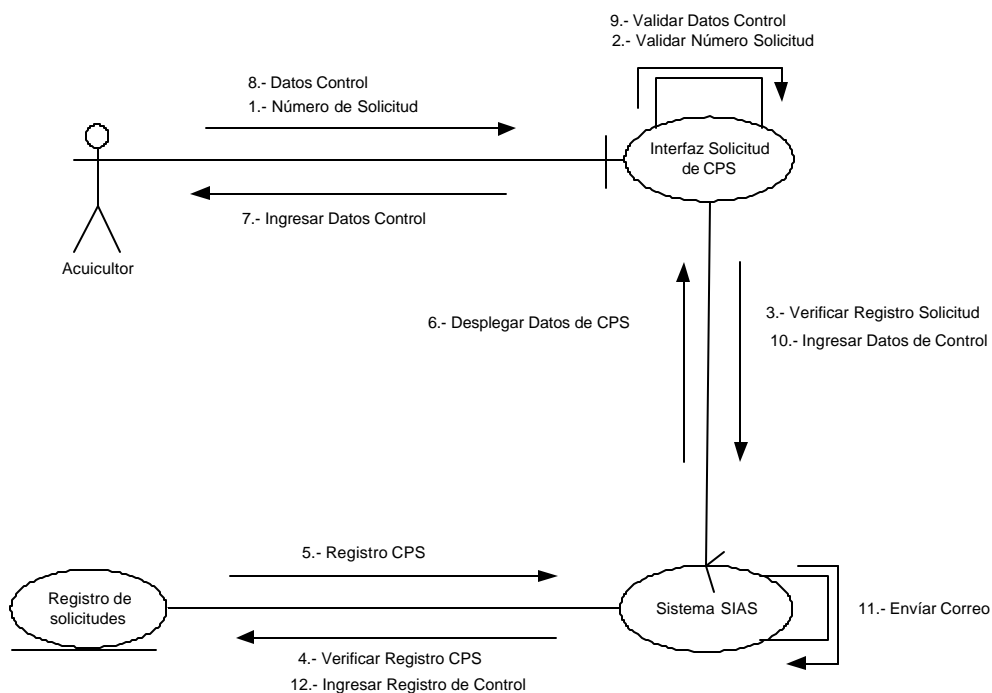 9.- Validar Datos Control
2.- Validar Número Solicitud
8.- Datos Control
1.- Número de Solicitud
Interfaz Solicitud
de CPS
7.- Ingresar Datos Control
Acuicultor
6.- Desplegar Datos de CPS
3.- Verificar Registro Solicitud
10.- Ingresar Datos de Control
5.- Registro CPS
Registro de
solicitudes
Sistema SIAS
11.- Envíar Correo
4.- Verificar Registro CPS
12.- Ingresar Registro de Control